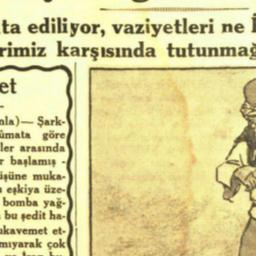 ta ediliyor, vaziyetleri ne
rimiz karşısında tutunmağ
et
nla) — Şark-
ûmata göre
ler arasında
r başlamış -
üşüne muka-
eşkiya üze-
bomba yağ-
bu şedit ha-
ukavemet et-
mıyarak çok